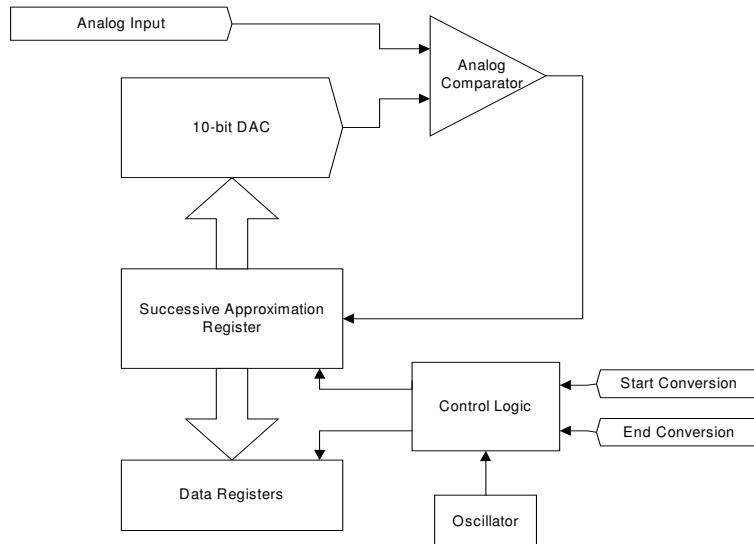 Analog Input
Analog
Comparator
10-bit DAC
Successive Approximation
Register
Start Conversion
Control Logic
End Conversion
Data Registers
Oscillator